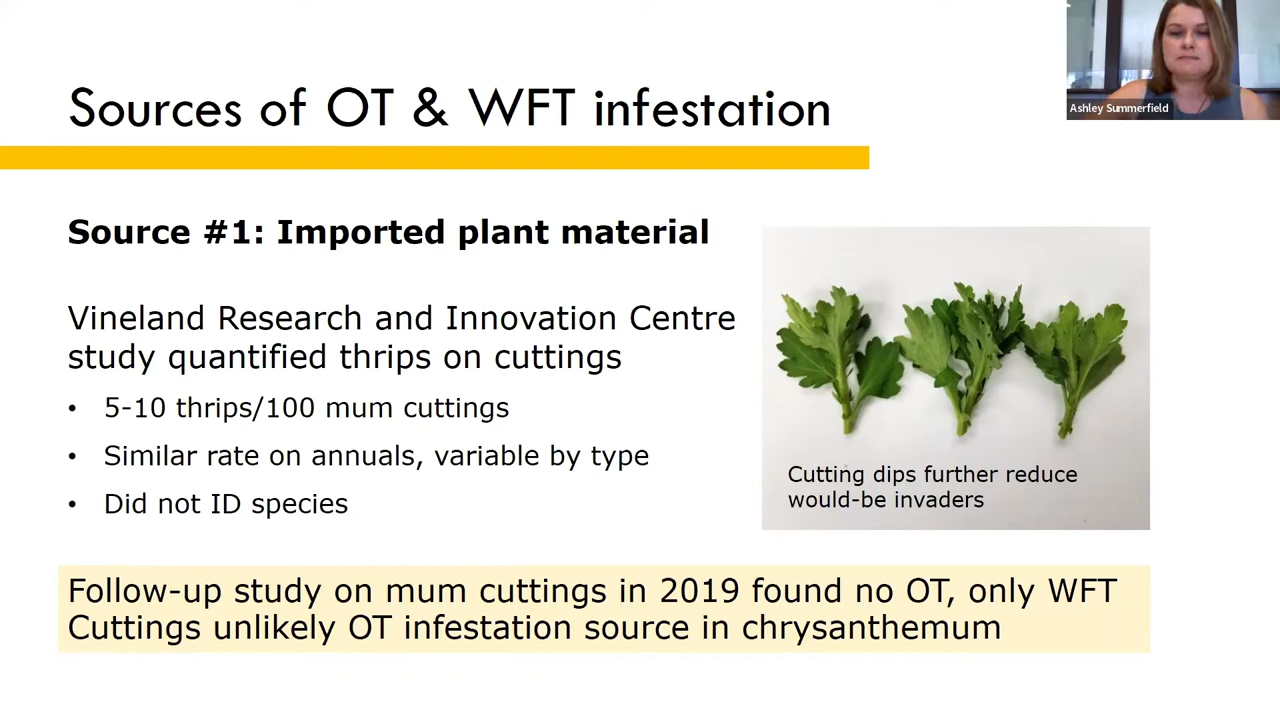 Sources of OT & WFT infestation
Ashley Summerfield
Source #1: Imported plant material
Vineland Research and Innovation Centre
study quantified thrips on cuttings
• 5-10 thrips/100 mum cuttings
• Similar rate on annuals, variable by type
• Did not ID species
Cutting dips further reduce
would-be invaders
Follow-up study on mum cuttings in 2019 found no OT, only WFT
Cuttings unlikely OT infestation source in chrysanthemum